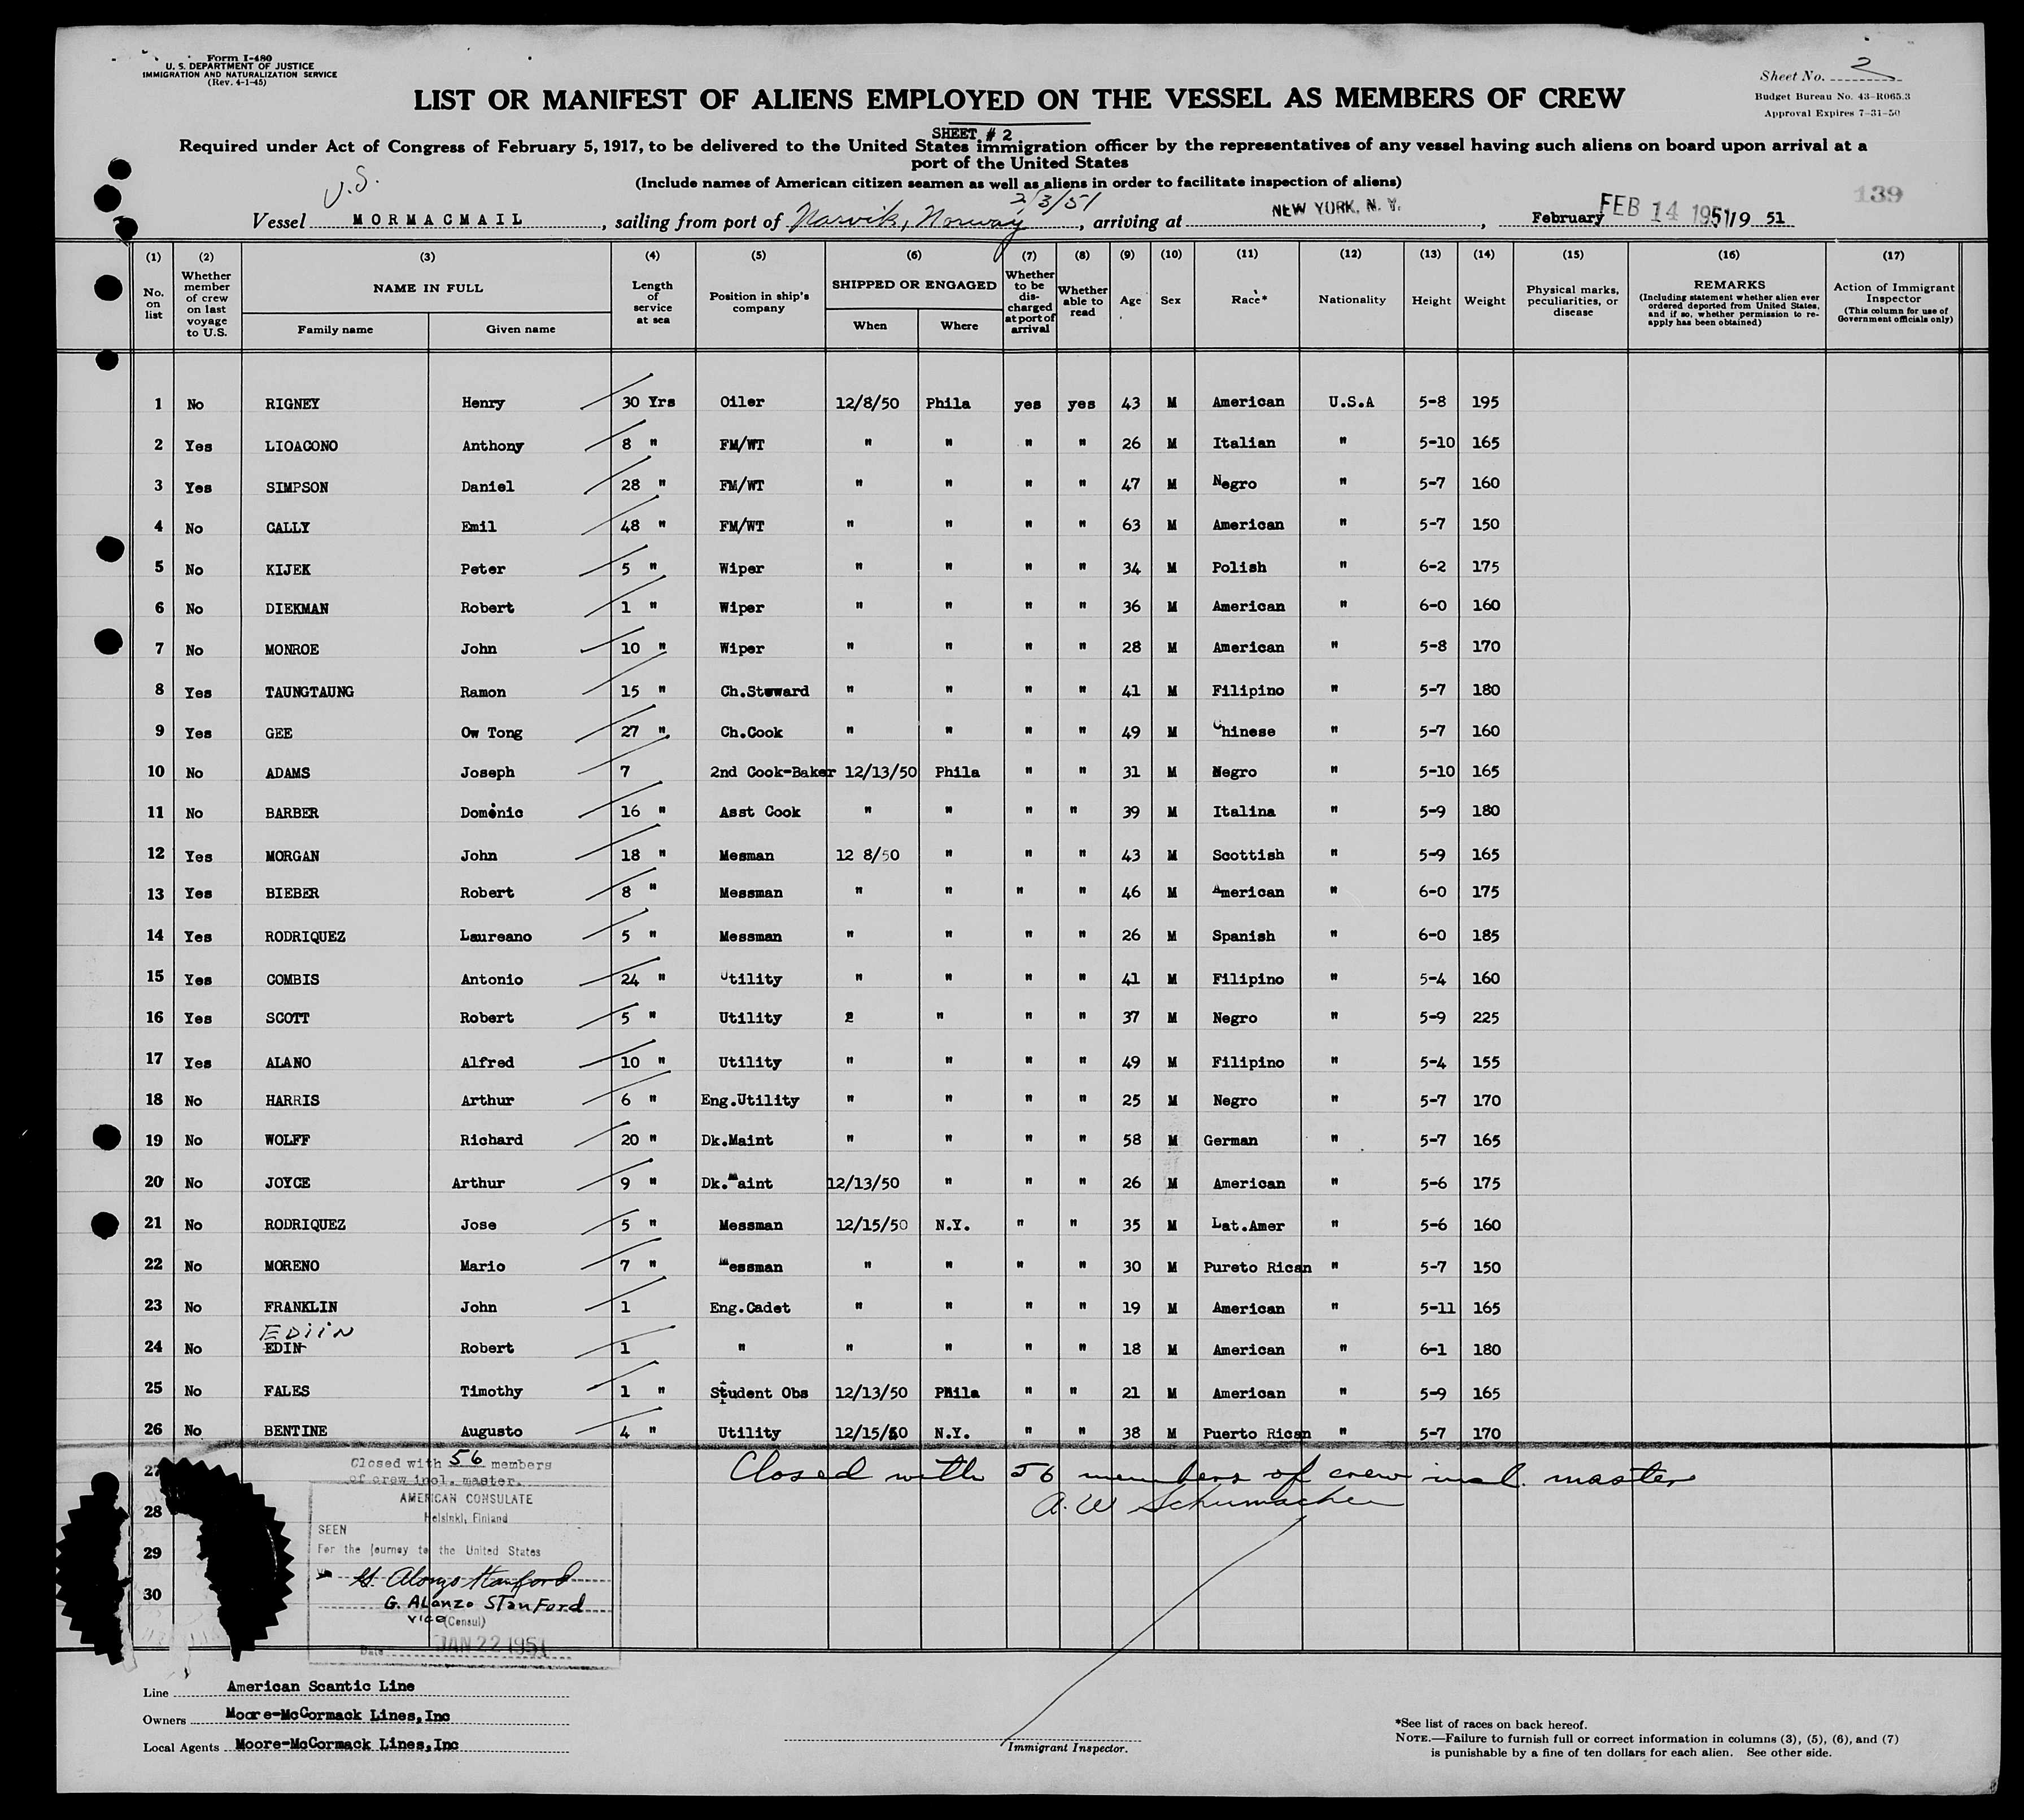 Form I-480
U. S. DEPARTMENT OF JUSTICE
IMMIGRATION AND NATURALIZATION SERVICE
(Rev. 4-1-45)
Sheet No. 2
Budget Bureau No. 43-R065.3
Approval Expires 7-31-50
LIST OR MANIFEST OF ALIENS EMPLOYED ON THE VESSEL AS MEMBERS OF CREW
SHEET # 2
Required under Act of Congress of February 5, 1917, to be delivered to the United States immigration officer by the representatives of any vessel having such aliens on board upon arrival at a
port of the United States
(Include names of American citizen seamen as well as aliens in order to facilitate inspection of aliens)
U.S. 2/3/51 139
Vessel MORMACMAIL, sailing from port of Narvik, Norway, arriving at NEW YORK, N. Y., February FEB 14 1951 19 51
(1) No. on list
(2) Whether member of crew on last voyage to U.S.
(3) NAME IN FULL
Family name Given name
(4) Length of service at sea
(5) Position in ship's company
(6) SHIPPED OR ENGAGED
When Where
(7) Whether to be discharged at port of arrival
(8) Whether able to read
(9) Age
(10) Sex
(11) Race*
(12) Nationality
(13) Height
(14) Weight
(15) Physical marks, peculiarities, or disease
(16) REMARKS
(Including statement whether alien ever ordered deported from United States, and if so, whether permission to re-apply has been obtained)
(17) Action of Immigrant Inspector
(This column for use of Government officials only)
1 No RIGNEY Henry 30 Yrs Oiler 12/8/50 Phila yes yes 43 M American U.S.A 5-8 195
2 Yes LIOACONO Anthony 8 " FM/WT " " " " 26 M Italian " 5-10 165
3 Yes SIMPSON Daniel 28 " FM/WT " " " " 47 M Negro " 5-7 160
4 No CALLY Emil 48 " FM/WT " " " " 63 M American " 5-7 150
5 No KIJEK Peter 5 " Wiper " " " " 34 M Polish " 6-2 175
6 No DIEKMAN Robert 1 " Wiper " " " " 36 M American " 6-0 160
7 No MONROE John 10 " Wiper " " " " 28 M American " 5-8 170
8 Yes TAUNGTAUNG Ramon 15 " Ch.Steward " " " " 41 M Filipino " 5-7 180
9 Yes GEE Ow Tong 27 " Ch.Cook " " " " 49 M Chinese " 5-7 160
10 No ADAMS Joseph 7 2nd Cook-Baker 12/13/50 Phila " " 31 M Negro " 5-10 165
11 No BARBER Domenic 16 " Asst Cook " " " " 39 M Italina " 5-9 180
12 Yes MORGAN John 18 " Mesman 12 8/50 " " " 43 M Scottish " 5-9 165
13 Yes BIEBER Robert 8 " Messman " " " " 46 M American " 6-0 175
14 Yes RODRIQUEZ Laureano 5 " Messman " " " " 26 M Spanish " 6-0 185
15 Yes COMBIS Antonio 24 " Utility " " " " 41 M Filipino " 5-4 160
16 Yes SCOTT Robert 5 " Utility " " " 37 M Negro " 5-9 225
17 Yes ALANO Alfred 10 " Utility " " " " 49 M Filipino " 5-4 155
18 No HARRIS Arthur 6 " Eng.Utility " " " " 25 M Negro " 5-7 170
19 No WOLFF Richard 20 " Dk.Maint " " " " 58 M German " 5-7 165
20 No JOYCE Arthur 9 " Dk.Maint 12/13/50 " " " 26 M American " 5-6 175
21 No RODRIQUEZ Jose 5 " Messman 12/15/50 N.Y. " " 35 M Lat.Amer " 5-6 160
22 No MORENO Mario 7 " Messman " " " " 30 M Pureto Rican " 5-7 150
23 No FRANKLIN John 1 Eng.Cadet " " " " 19 M American " 5-11 165
EDiiN
24 No EDIN Robert 1 " " " " " 18 M American " 6-1 180
25 No FALES Timothy 1 " Student Obs 12/13/50 Phila " " 21 M American " 5-9 165
26 No BENTINE Augusto 4 " Utility 12/15/50 N.Y. " " 38 M Puerto Rican " 5-7 170
27 Closed with 56 members
of crew incl. master.
Closed with 56 members of crew incl. master
A. W Schumacher
AMERICAN CONSULATE
28 Helsinki, Finland
SEEN
29 For the journey to the United States
G. Alonzo Stanford
30 G. ALanzo STanFord
Vice (Consul)
Date JAN 22 1951
Line American Scantic Line
Owners Moore-McCormack Lines,Inc
Local Agents Moore-McCormack Lines,Inc
Immigrant Inspector.
*See list of races on back hereof.
NOTE.—Failure to furnish full or correct information in columns (3), (5), (6), and (7)
is punishable by a fine of ten dollars for each alien. See other side.